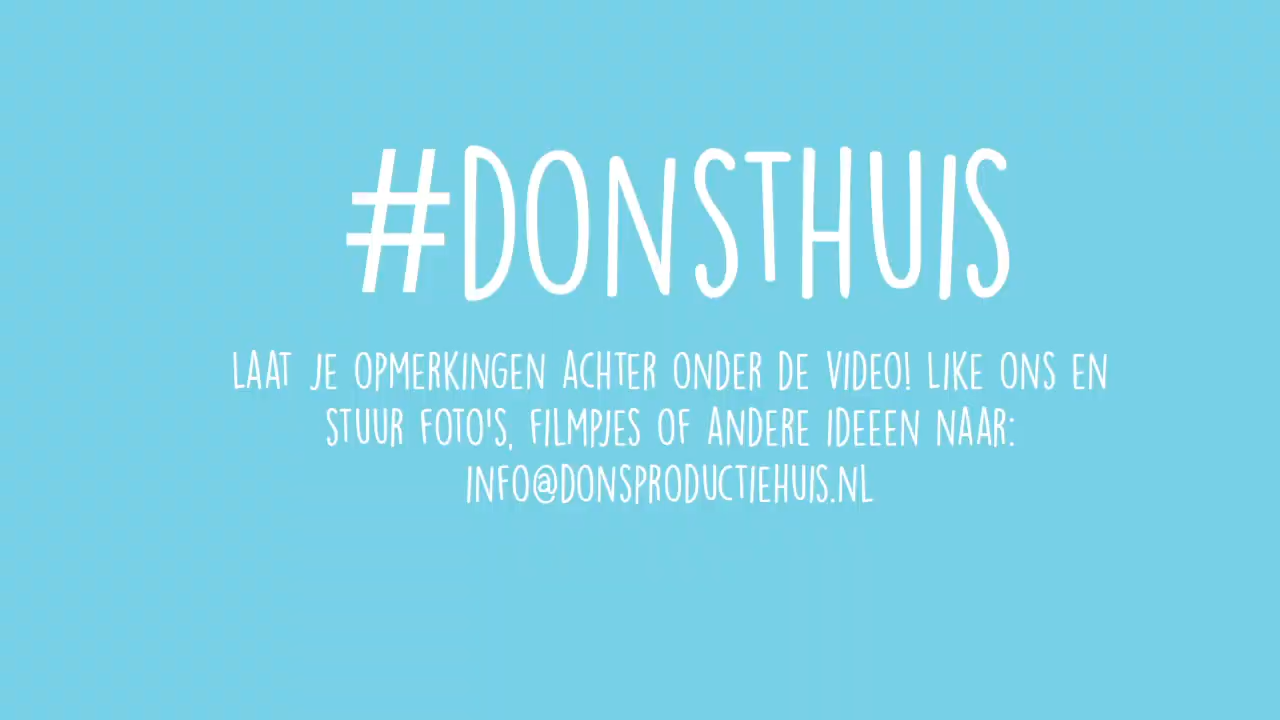 #DONSTHUIS
LAAT JE OPMERKINGEN ACHTER ONDER DE VIDEO! LIKE ONS EN
STUUR FOTO'S, FILMPJES OF ANDERE IDEEEN NAAR:
INFO@DONSPRODUCTIEHUIS.NL